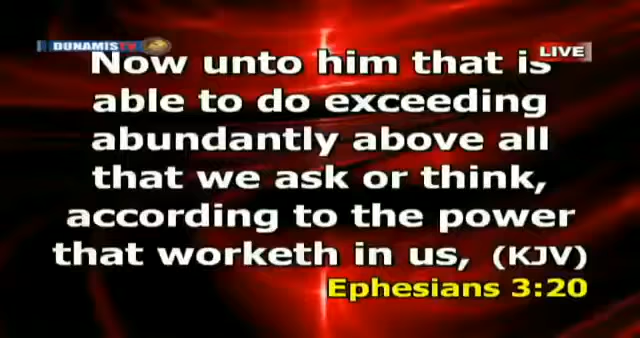 DUNAMIS TV
LIVE
Now unto him that is
able to do exceeding
abundantly above all
that we ask or think,
according to the power
that worketh in us, (KJV)
Ephesians 3:20